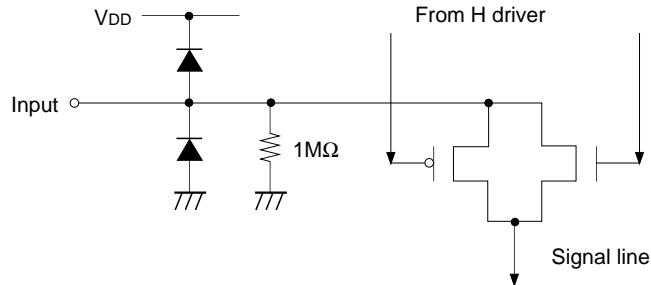 From H driver
VDD
Input
1MΩ
Signal line